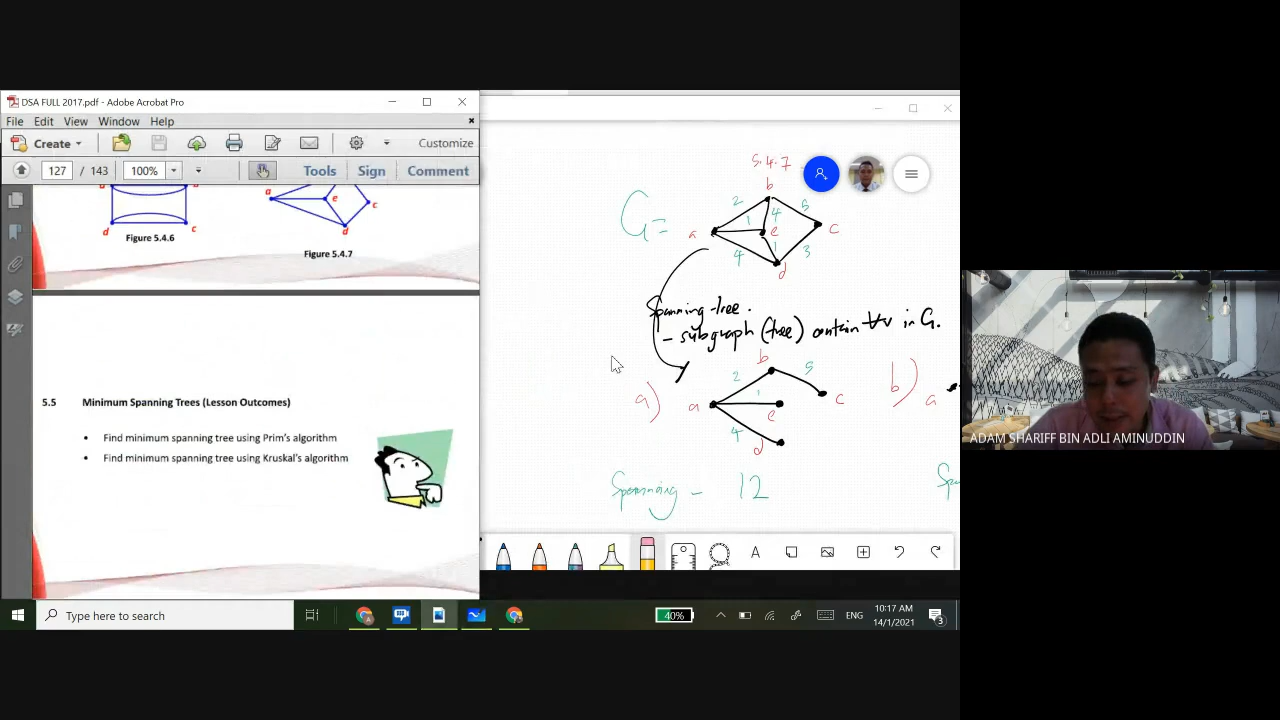 DSA FULL 2017.pdf - Adobe Acrobat Pro
File Edit View Window Help
Create
Customize
127 / 143
100%
Tools Sign Comment
a
e
c
d
d
c
Figure 5.4.6
Figure 5.4.7
5.5 Minimum Spanning Trees (Lesson Outcomes)
• Find minimum spanning tree using Prim's algorithm
• Find minimum spanning tree using Kruskal's algorithm
5.4.7
G=
b
2
5
4
1
a
e
c
4
1
3
d
Spanning-tree.
- subgraph (tree) contain ∀v in G.
a)
b
2
5
a
1
c
e
4
d
b)
a
Spanning - 12
Sp
A
ADAM SHARIFF BIN ADLI AMINUDDIN
Type here to search
40%
ENG
10:17 AM
14/1/2021
3